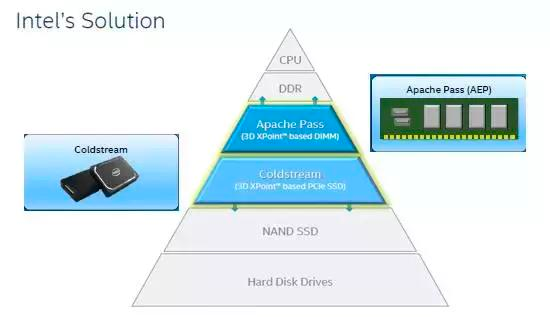 Intel's Solution
CPU
DDR
Apache Pass
(3D XPoint™ based DIMM)
Apache Pass (AEP)
Coldstream
Coldstream
(3D XPoint™ based PCIe SSD)
NAND SSD
Hard Disk Drives